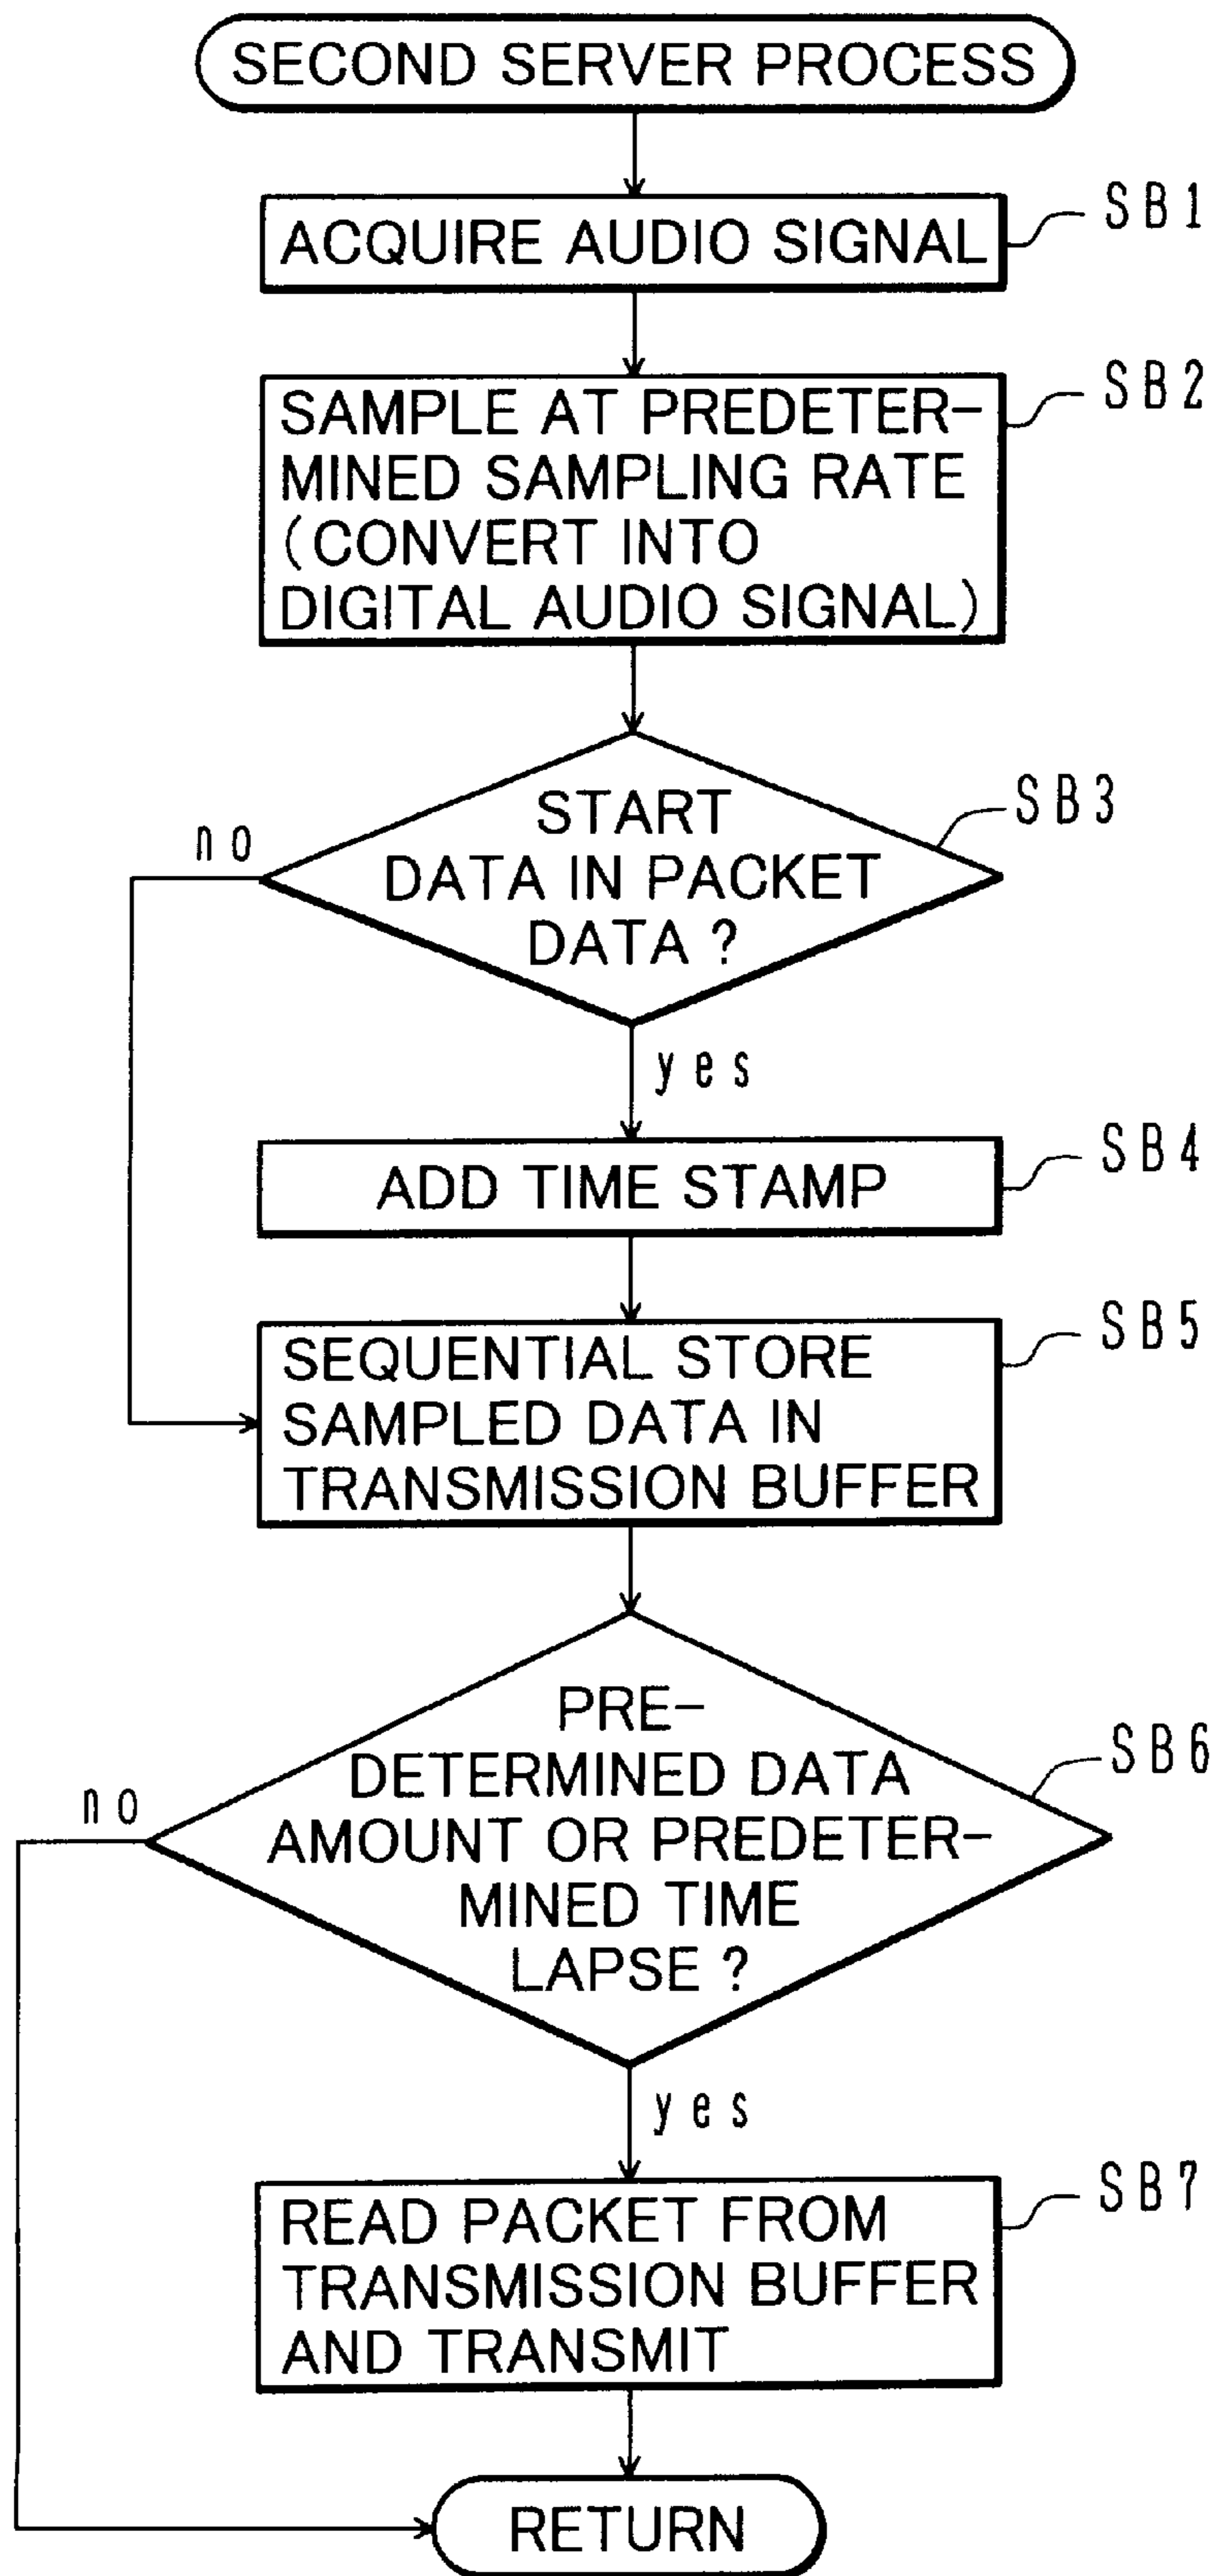 SECOND SERVER PROCESS
ACQUIRE AUDIO SIGNAL
SB1
SAMPLE AT PREDETER-
MINED SAMPLING RATE
(CONVERT INTO
DIGITAL AUDIO SIGNAL)
SB2
START
DATA IN PACKET
DATA ?
SB3
no
yes
ADD TIME STAMP
SB4
SEQUENTIAL STORE
SAMPLED DATA IN
TRANSMISSION BUFFER
SB5
PRE-
DETERMINED DATA
AMOUNT OR PREDETER-
MINED TIME
LAPSE ?
SB6
no
yes
READ PACKET FROM
TRANSMISSION BUFFER
AND TRANSMIT
SB7
RETURN